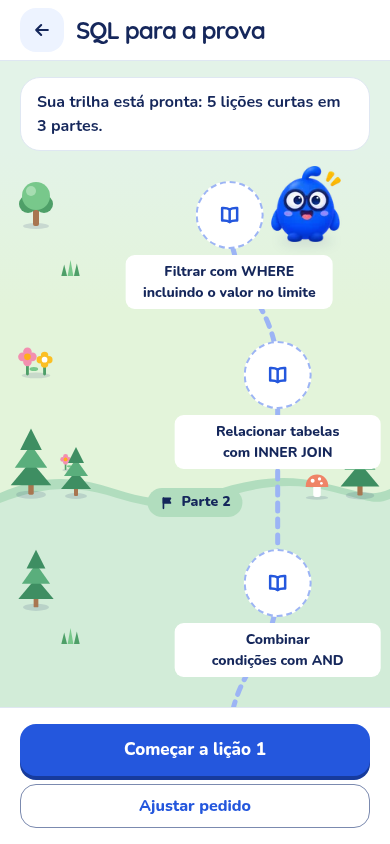 SQL para a prova
Sua trilha está pronta: 5 lições curtas em
3 partes.
Filtrar com WHERE
incluindo o valor no limite
Relacionar tabelas
com INNER JOIN
Parte 2
Combinar
condições com AND
Começar a lição 1
Ajustar pedido